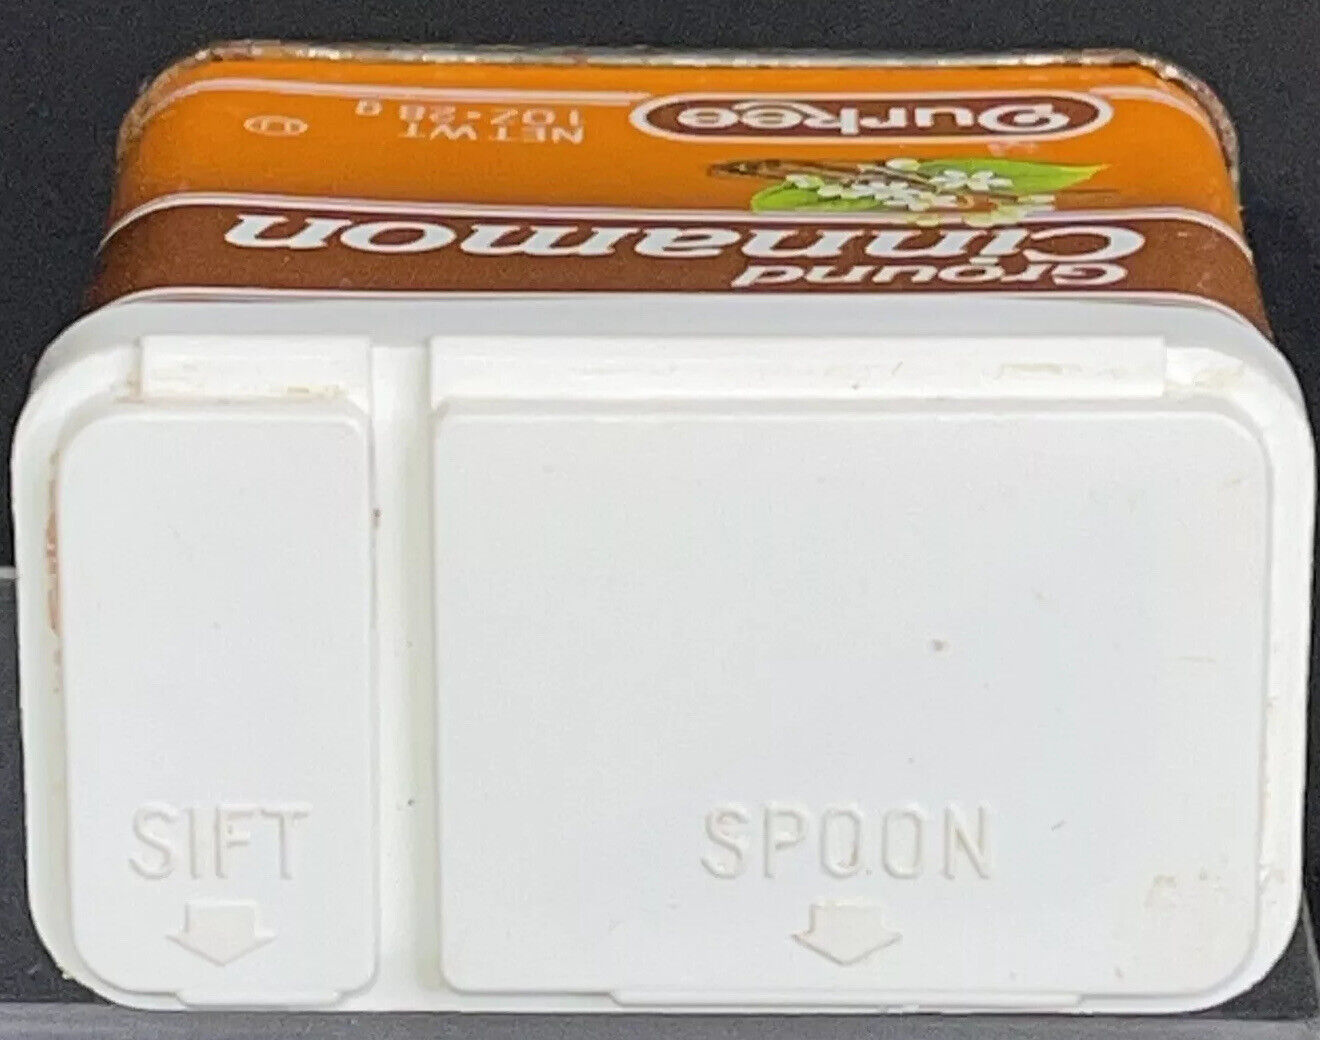 Durkee
NET WT
1 OZ • 28 g
U
Ground
Cinnamon
SIFT
SPOON